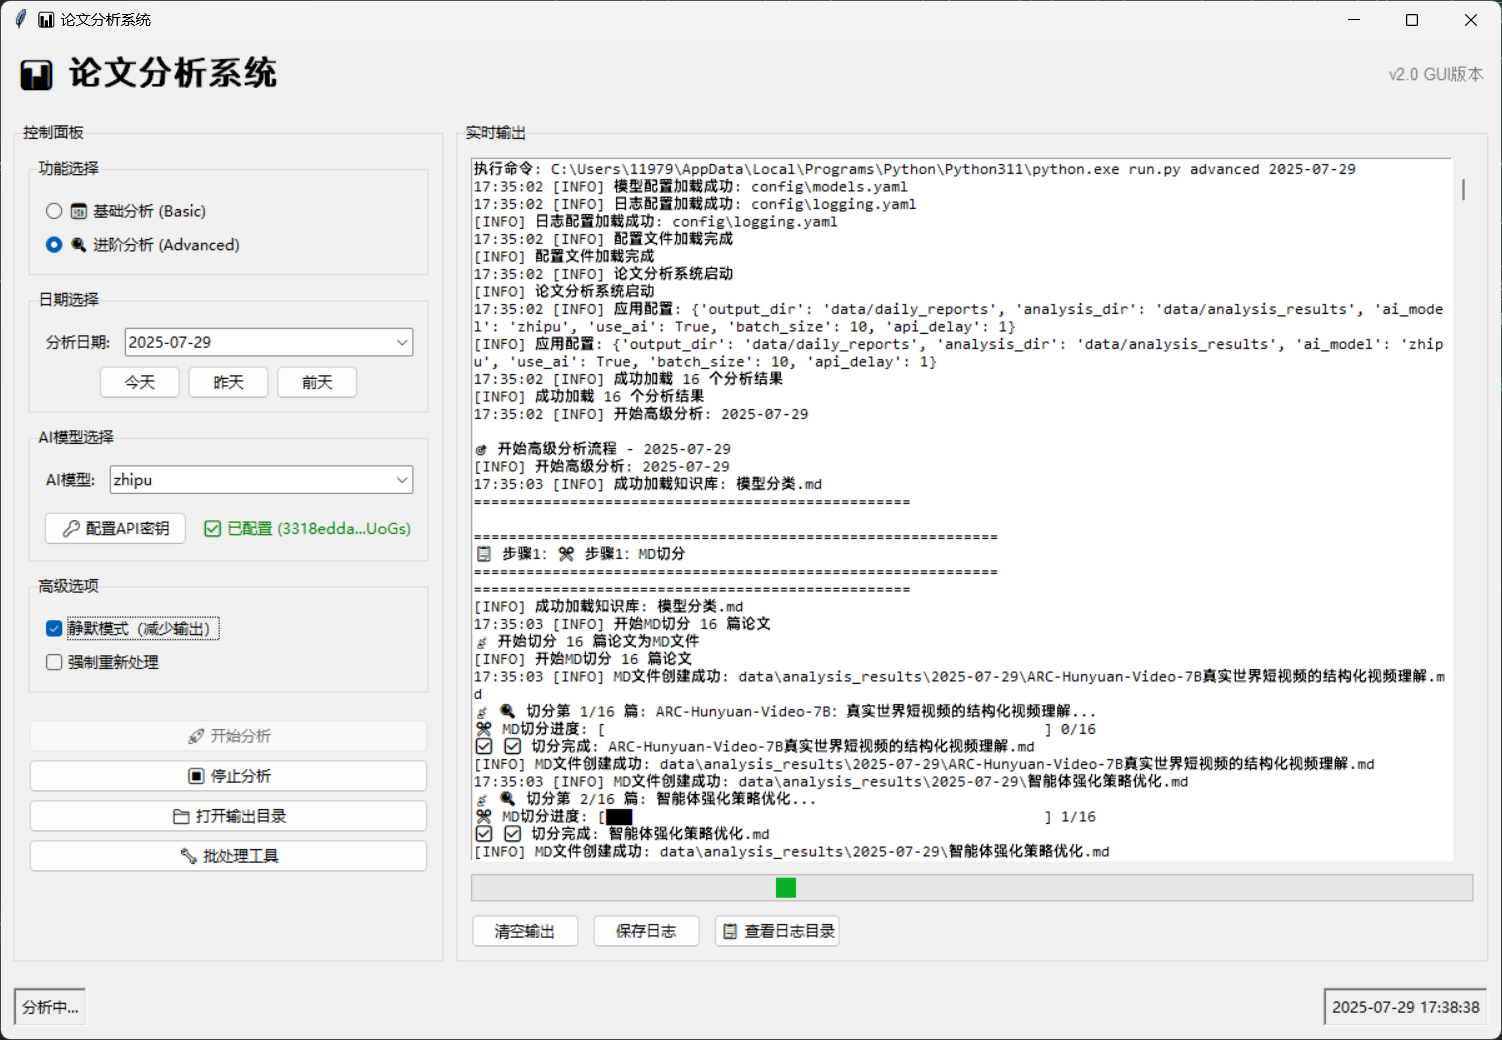 论文分析系统
论文分析系统
v2.0 GUI版本
控制面板
功能选择
基础分析 (Basic)
进阶分析 (Advanced)
日期选择
分析日期: 2025-07-29
今天 昨天 前天
AI模型选择
AI模型: zhipu
配置API密钥 已配置 (3318edda...UoGs)
高级选项
静默模式（减少输出）
强制重新处理
开始分析
停止分析
打开输出目录
批处理工具
实时输出
执行命令: C:\Users\11979\AppData\Local\Programs\Python\Python311\python.exe run.py advanced 2025-07-29
17:35:02 [INFO] 模型配置加载成功: config\models.yaml
17:35:02 [INFO] 日志配置加载成功: config\logging.yaml
[INFO] 日志配置加载成功: config\logging.yaml
17:35:02 [INFO] 配置文件加载完成
[INFO] 配置文件加载完成
17:35:02 [INFO] 论文分析系统启动
[INFO] 论文分析系统启动
17:35:02 [INFO] 应用配置: {'output_dir': 'data/daily_reports', 'analysis_dir': 'data/analysis_results', 'ai_mode
l': 'zhipu', 'use_ai': True, 'batch_size': 10, 'api_delay': 1}
[INFO] 应用配置: {'output_dir': 'data/daily_reports', 'analysis_dir': 'data/analysis_results', 'ai_model': 'zhip
u', 'use_ai': True, 'batch_size': 10, 'api_delay': 1}
17:35:02 [INFO] 成功加载 16 个分析结果
[INFO] 成功加载 16 个分析结果
17:35:02 [INFO] 开始高级分析: 2025-07-29
开始高级分析流程 - 2025-07-29
[INFO] 开始高级分析: 2025-07-29
17:35:03 [INFO] 成功加载知识库: 模型分类.md
==================================================
============================================================
步骤1: 步骤1: MD切分
============================================================
==================================================
[INFO] 成功加载知识库: 模型分类.md
17:35:03 [INFO] 开始MD切分 16 篇论文
开始切分 16 篇论文为MD文件
[INFO] 开始MD切分 16 篇论文
17:35:03 [INFO] MD文件创建成功: data\analysis_results\2025-07-29\ARC-Hunyuan-Video-7B真实世界短视频的结构化视频理解.m
d
切分第 1/16 篇: ARC-Hunyuan-Video-7B: 真实世界短视频的结构化视频理解...
MD切分进度: [ ] 0/16
切分完成: ARC-Hunyuan-Video-7B真实世界短视频的结构化视频理解.md
[INFO] MD文件创建成功: data\analysis_results\2025-07-29\ARC-Hunyuan-Video-7B真实世界短视频的结构化视频理解.md
17:35:03 [INFO] MD文件创建成功: data\analysis_results\2025-07-29\智能体强化策略优化.md
切分第 2/16 篇: 智能体强化策略优化...
MD切分进度: [███ ] 1/16
切分完成: 智能体强化策略优化.md
[INFO] MD文件创建成功: data\analysis_results\2025-07-29\智能体强化策略优化.md
清空输出 保存日志 查看日志目录
分析中...
2025-07-29 17:38:38